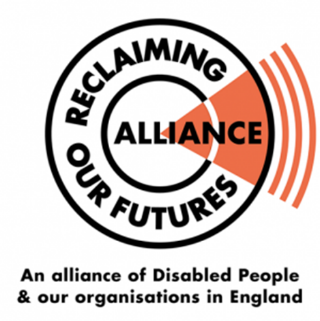 RECLAIMING
ALLIANCE
OUR FUTURES
An alliance of Disabled People
& our organisations in England